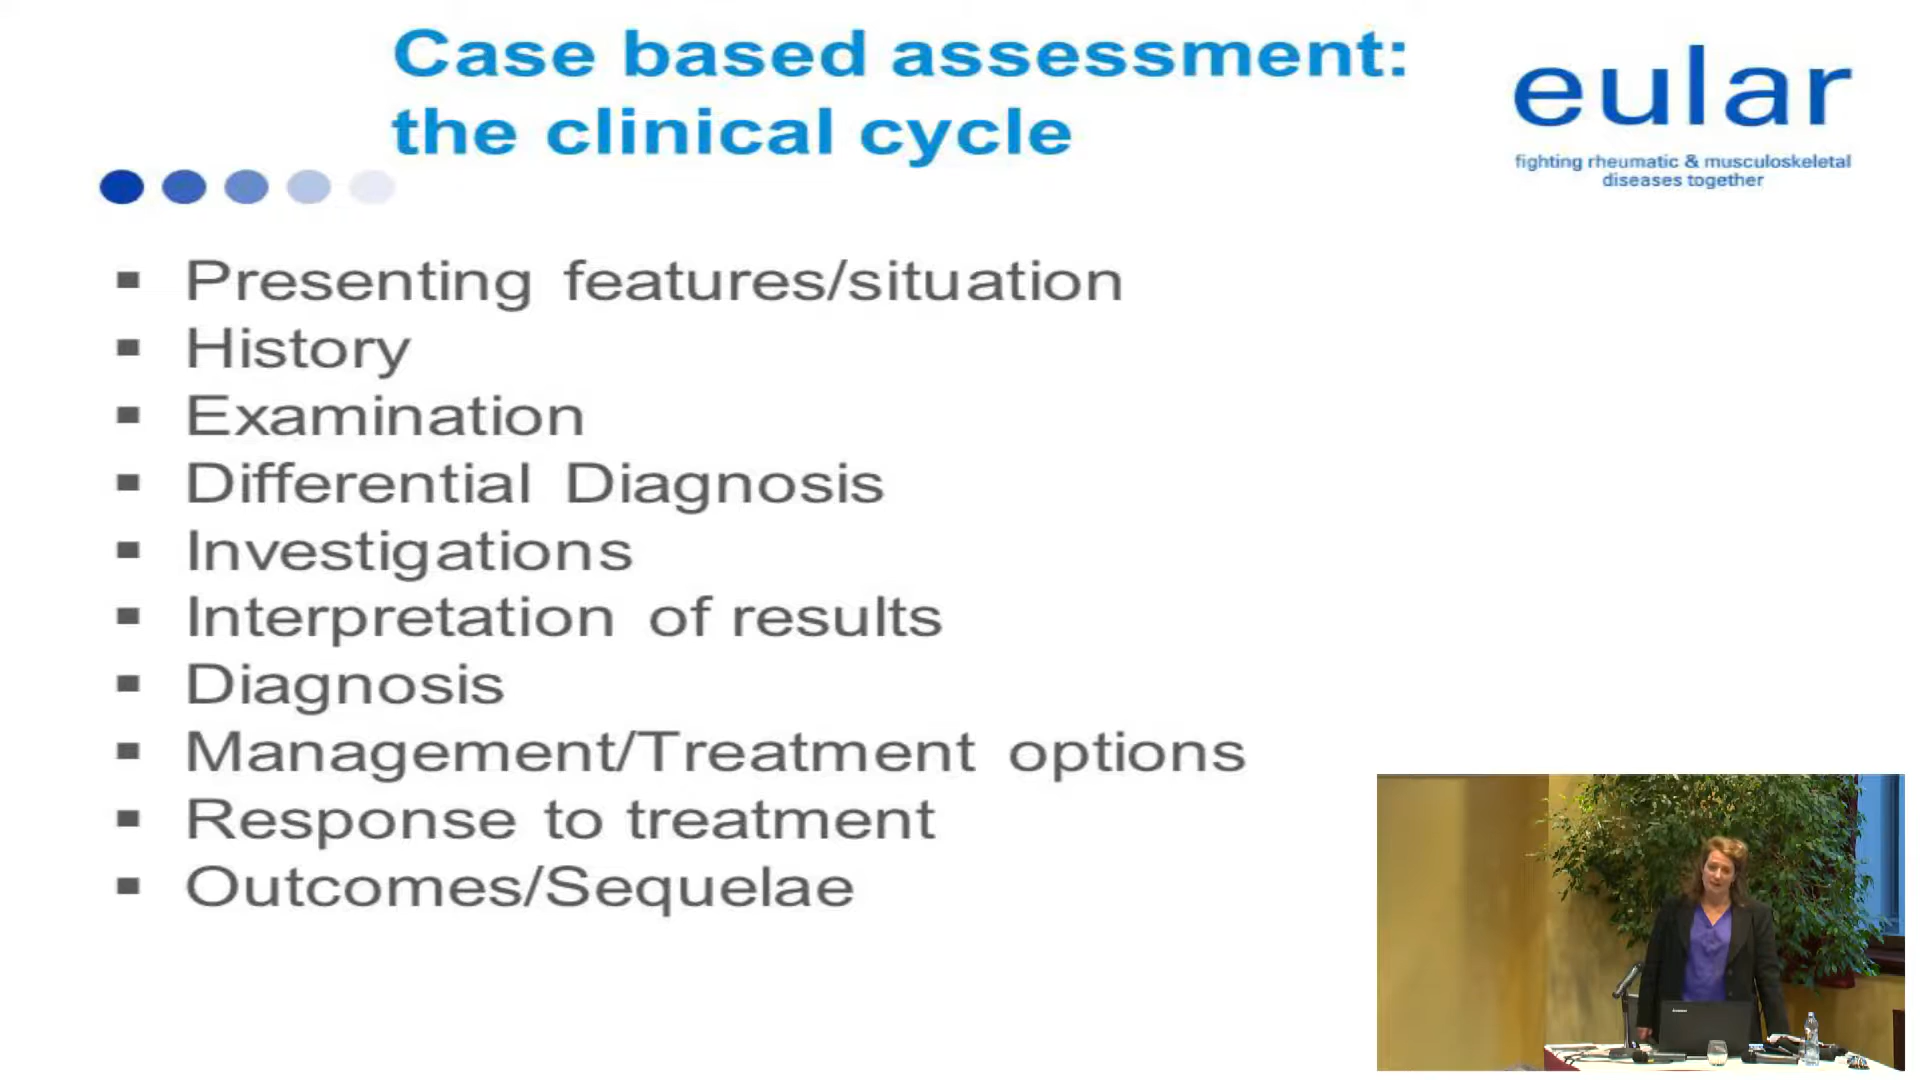 Case based assessment:
the clinical cycle
eular
fighting rheumatic & musculoskeletal
diseases together
Presenting features/situation
History
Examination
Differential Diagnosis
Investigations
Interpretation of results
Diagnosis
Management/Treatment options
Response to treatment
Outcomes/Sequelae